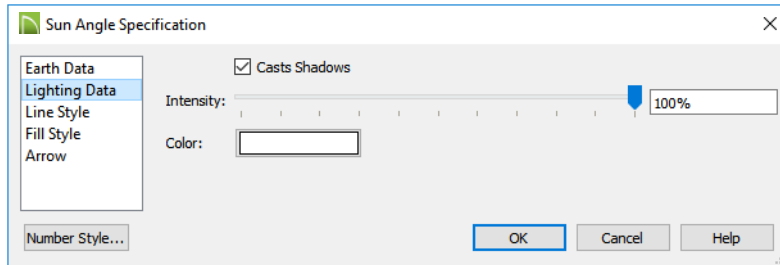 Sun Angle Specification
Earth Data
Lighting Data
Line Style
Fill Style
Arrow
Casts Shadows
Intensity: 100%
Color:
Number Style... OK Cancel Help